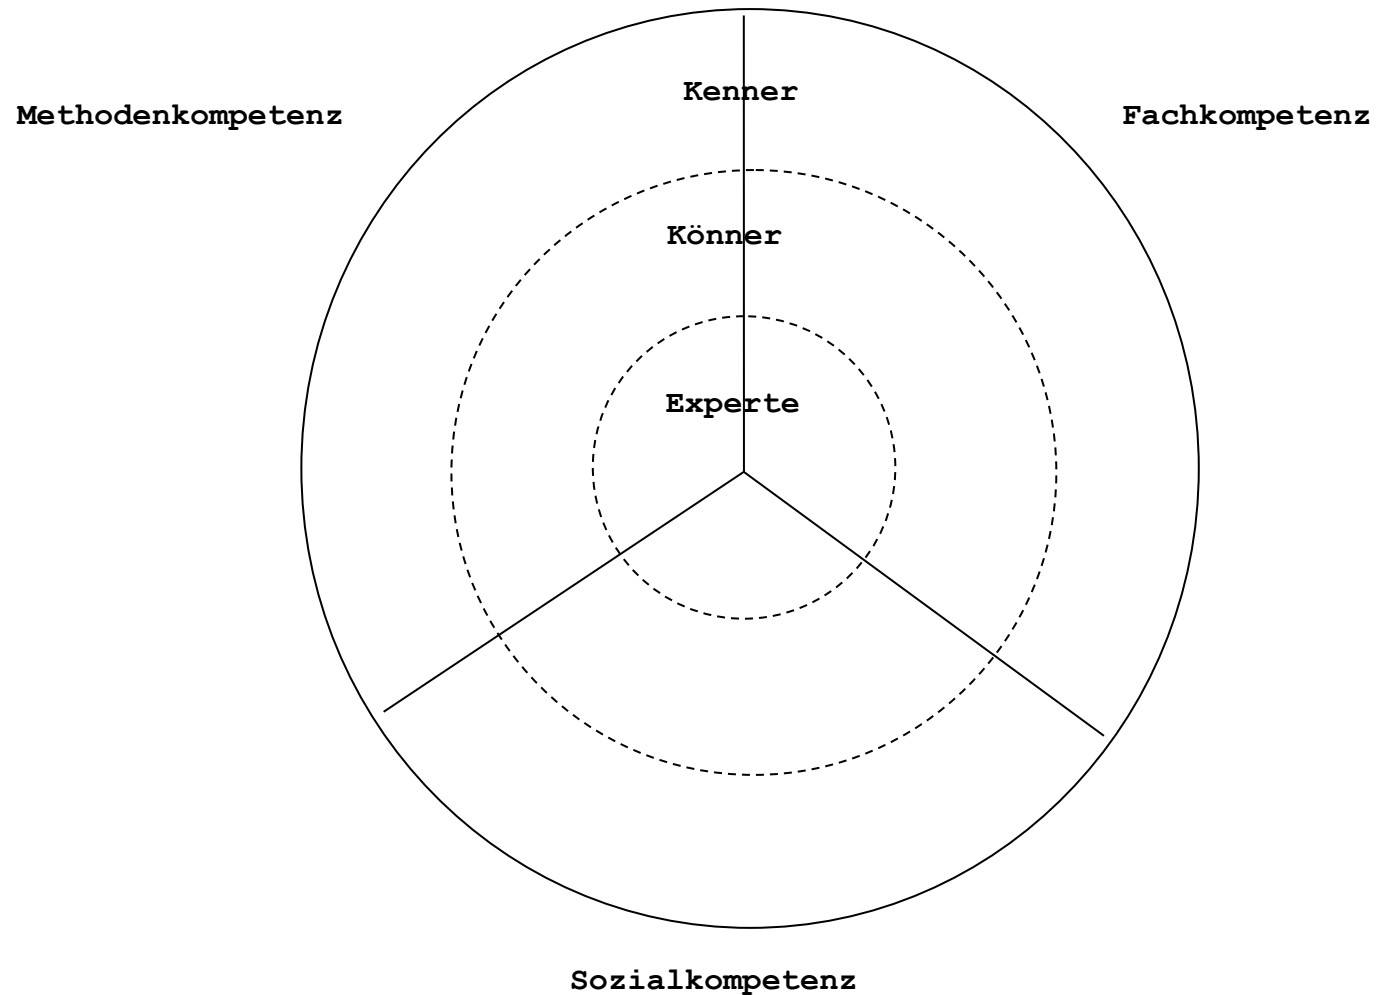 Kenner
Methodenkompetenz
Fachkompetenz
Könner
Experte
Sozialkompetenz